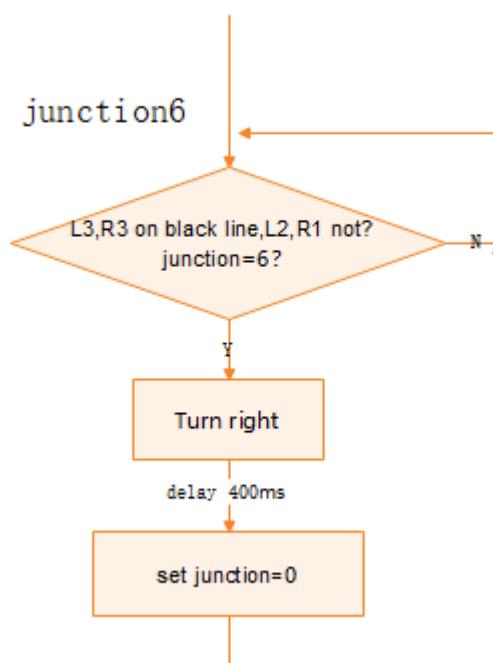 junction6
L3,R3 on black line,L2,R1 not?
junction=6?
N
Y
Turn right
delay 400ms
set junction=0